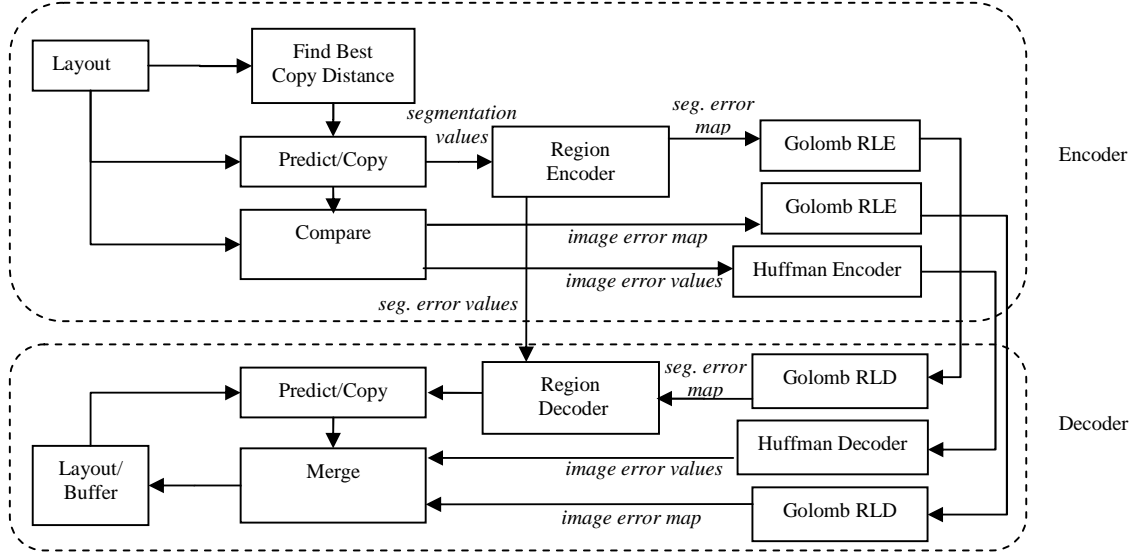 Layout
Find Best
Copy Distance
segmentation
values
seg. error
map
Predict/Copy
Region
Encoder
Golomb RLE
Encoder
Golomb RLE
Compare
image error map
Huffman Encoder
image error values
seg. error values
Predict/Copy
Region
Decoder
seg. error
map
Golomb RLD
Decoder
Huffman Decoder
Layout/
Buffer
Merge
image error values
image error map
Golomb RLD